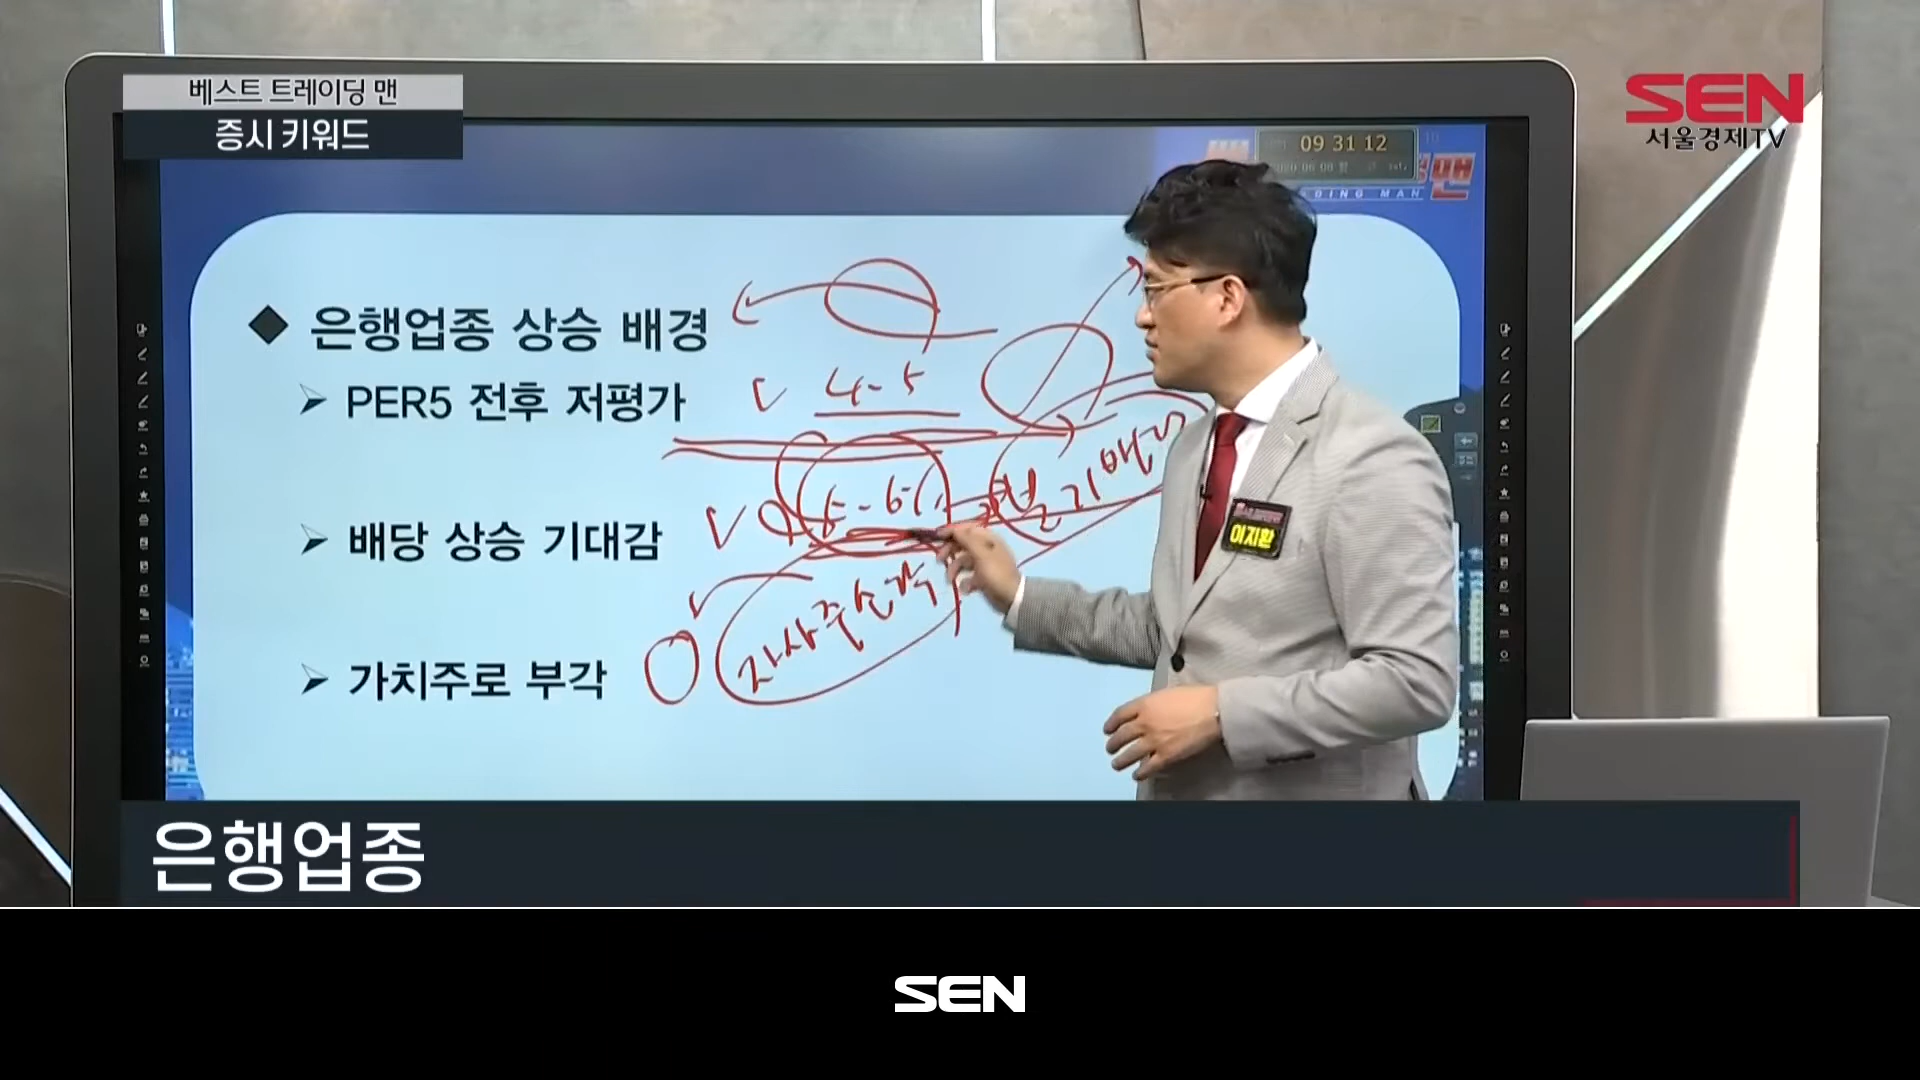 베스트 트레이딩 맨
증시 키워드
SEN
서울경제TV
09 31 12
맨
DING MAN
◆ 은행업종 상승 배경
➢ PER5 전후 저평가
4-5
➢ 배당 상승 기대감
5-6%
분기배당
자사주소각
➢ 가치주로 부각
이지환
은행업종
SEN